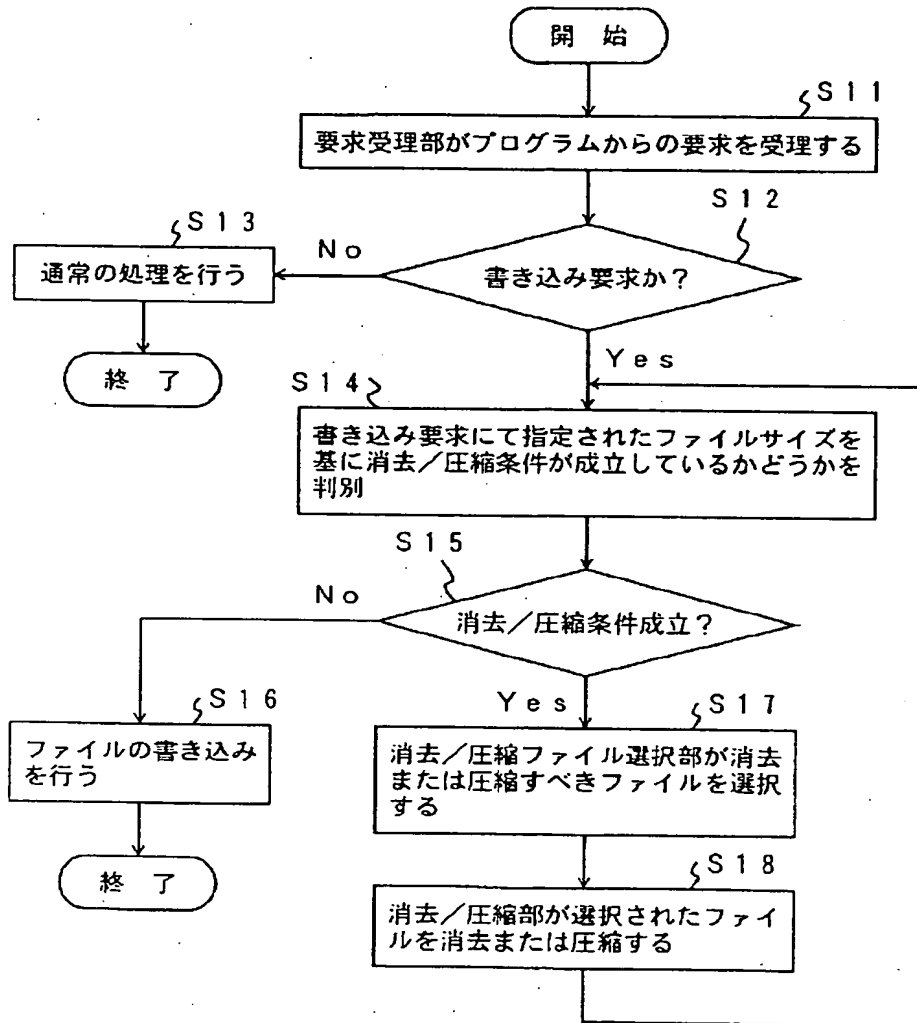 開 始
S11
要求受理部がプログラムからの要求を受理する
S12
書き込み要求か?
No
S13
通常の処理を行う
終 了
Yes
S14
書き込み要求にて指定されたファイルサイズを
基に消去/圧縮条件が成立しているかどうかを
判別
S15
消去/圧縮条件成立?
No
S16
ファイルの書き込み
を行う
終 了
Yes
S17
消去/圧縮ファイル選択部が消去
または圧縮すべきファイルを選択
する
S18
消去/圧縮部が選択されたファイ
ルを消去または圧縮する